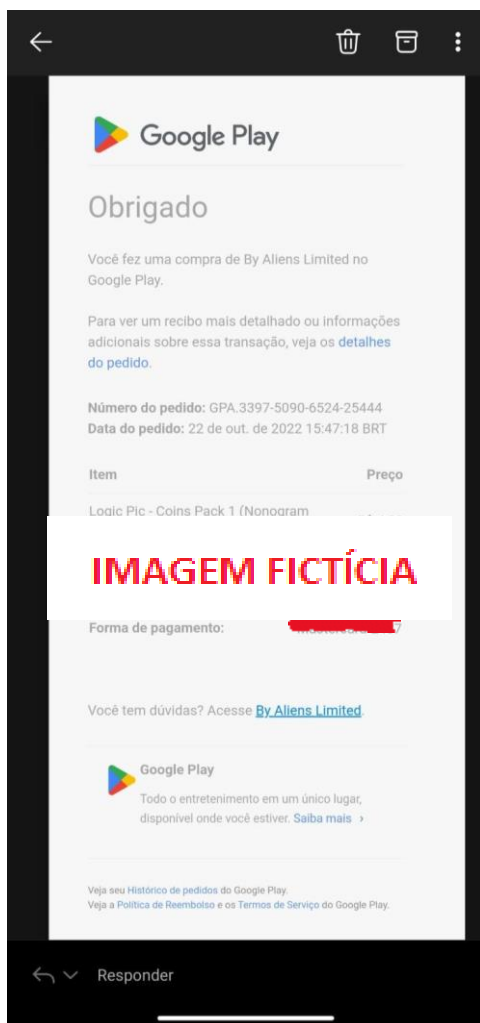 Google Play
Obrigado
Você fez uma compra de By Aliens Limited no
Google Play.
Para ver um recibo mais detalhado ou informações
adicionais sobre essa transação, veja os detalhes
do pedido.
Número do pedido: GPA.3397-5090-6524-25444
Data do pedido: 22 de out. de 2022 15:47:18 BRT
Item Preço
Logic Pic - Coins Pack 1 (Nonogram
IMAGEM FICTÍCIA
Forma de pagamento: 7
Você tem dúvidas? Acesse By Aliens Limited.
Google Play
Todo o entretenimento em um único lugar,
disponível onde você estiver. Saiba mais ›
Veja seu Histórico de pedidos do Google Play.
Veja a Política de Reembolso e os Termos de Serviço do Google Play.
Responder